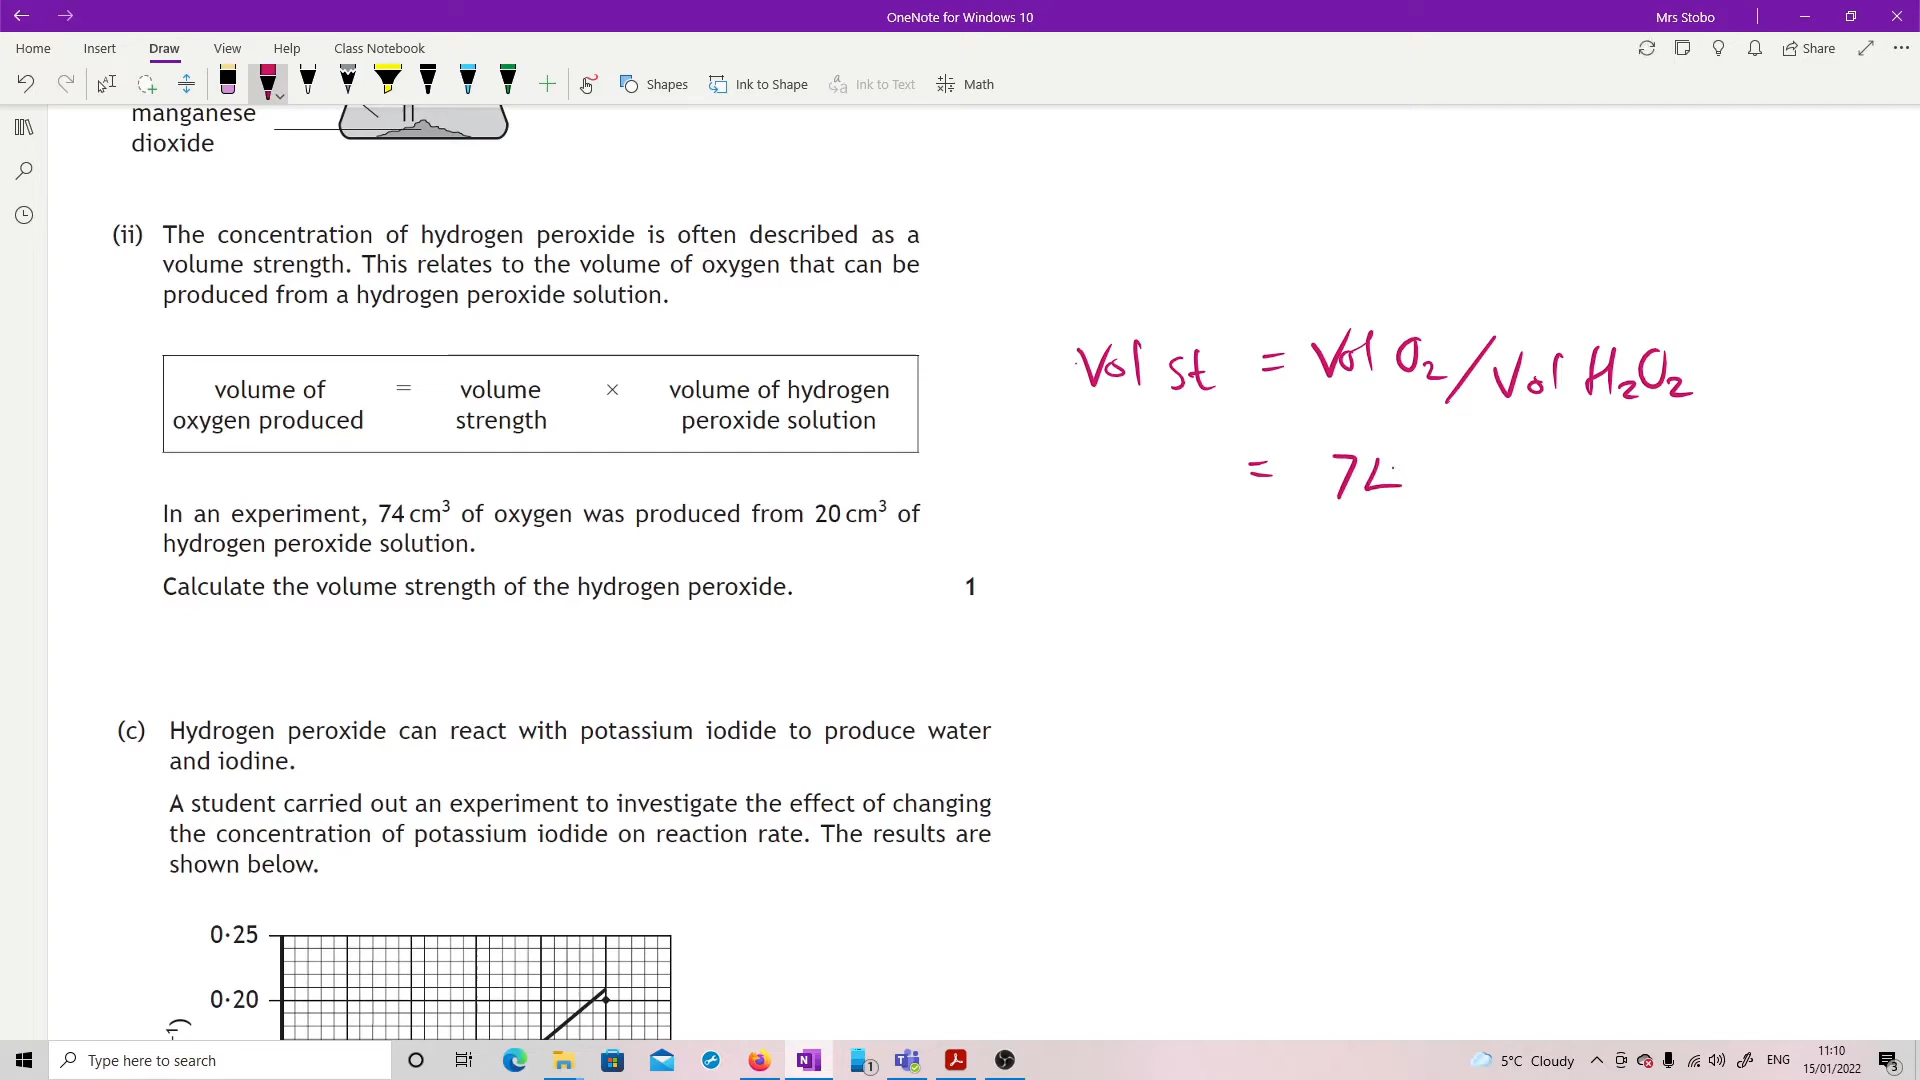 OneNote for Windows 10
Mrs Stobo
Home Insert Draw View Help Class Notebook
Share
Shapes Ink to Shape Ink to Text Math
manganese
dioxide
(ii) The concentration of hydrogen peroxide is often described as a
volume strength. This relates to the volume of oxygen that can be
produced from a hydrogen peroxide solution.
volume of = volume × volume of hydrogen
oxygen produced strength peroxide solution
In an experiment, 74 cm³ of oxygen was produced from 20 cm³ of
hydrogen peroxide solution.
Calculate the volume strength of the hydrogen peroxide. 1
Vol st = Vol O₂/Vol H₂O₂
= 7
(c) Hydrogen peroxide can react with potassium iodide to produce water
and iodine.
A student carried out an experiment to investigate the effect of changing
the concentration of potassium iodide on reaction rate. The results are
shown below.
0·25
0·20
⁻¹)
Type here to search
1
5°C Cloudy
ENG
11:10
15/01/2022
3